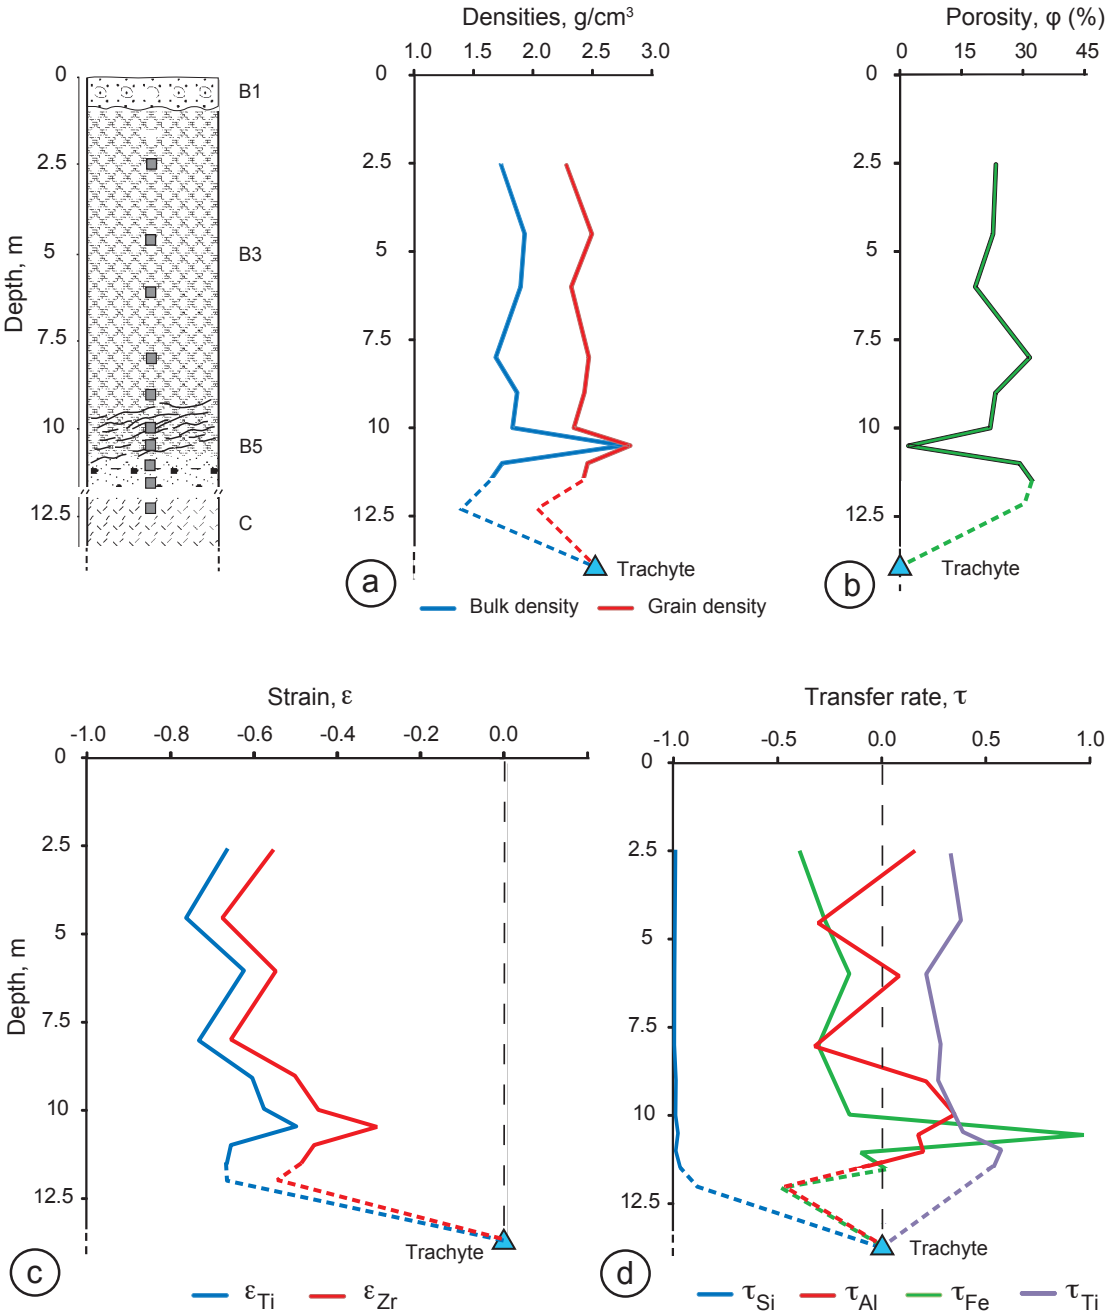 Densities, g/cm³
1.0 1.5 2.0 2.5 3.0
Porosity, φ (%)
0 15 30 45
Depth, m
0
2.5
5
7.5
10
12.5
B1
B3
B5
C
0
2.5
5
7.5
10
12.5
a
Trachyte
Bulk density Grain density
0
2.5
5
7.5
10
12.5
b
Trachyte
Strain, ε
-1.0 -0.8 -0.6 -0.4 -0.2 0.0
Depth, m
0
2.5
5
7.5
10
12.5
c
Trachyte
εTi εZr
Transfer rate, τ
-1.0 -0.5 0.0 0.5 1.0
0
2.5
5
7.5
10
12.5
d
Trachyte
τSi τAl τFe τTi